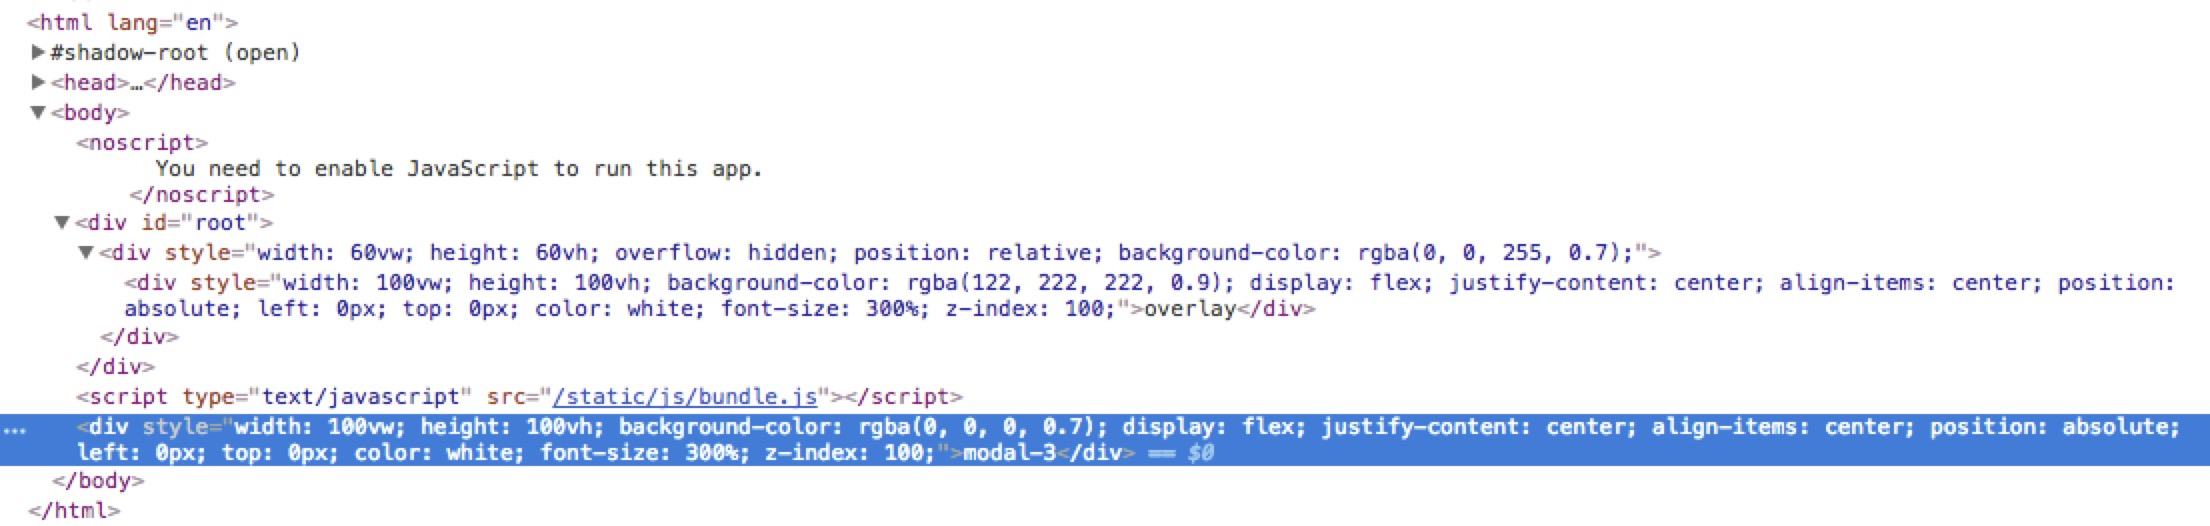 <html lang="en">
▶#shadow-root (open)
▶<head>…</head>
▼<body>
<noscript>
You need to enable JavaScript to run this app.
</noscript>
▼<div id="root">
▼<div style="width: 60vw; height: 60vh; overflow: hidden; position: relative; background-color: rgba(0, 0, 255, 0.7);">
<div style="width: 100vw; height: 100vh; background-color: rgba(122, 222, 222, 0.9); display: flex; justify-content: center; align-items: center; position:
absolute; left: 0px; top: 0px; color: white; font-size: 300%; z-index: 100;">overlay</div>
</div>
</div>
<script type="text/javascript" src="/static/js/bundle.js"></script>
… <div style="width: 100vw; height: 100vh; background-color: rgba(0, 0, 0, 0.7); display: flex; justify-content: center; align-items: center; position: absolute;
left: 0px; top: 0px; color: white; font-size: 300%; z-index: 100;">modal-3</div> == $0
</body>
</html>